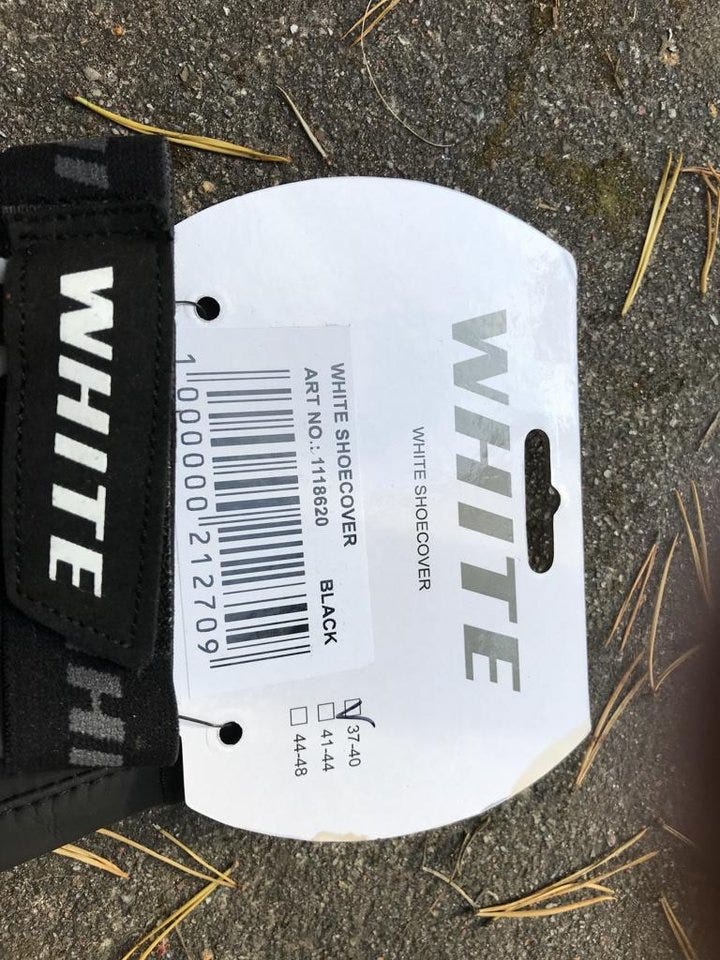 WHITE
WHITE SHOECOVER
37-40
41-44
44-48
WHITE SHOECOVER
ART NO.: 1118620 BLACK
1 000000 212709
WHITE
HI